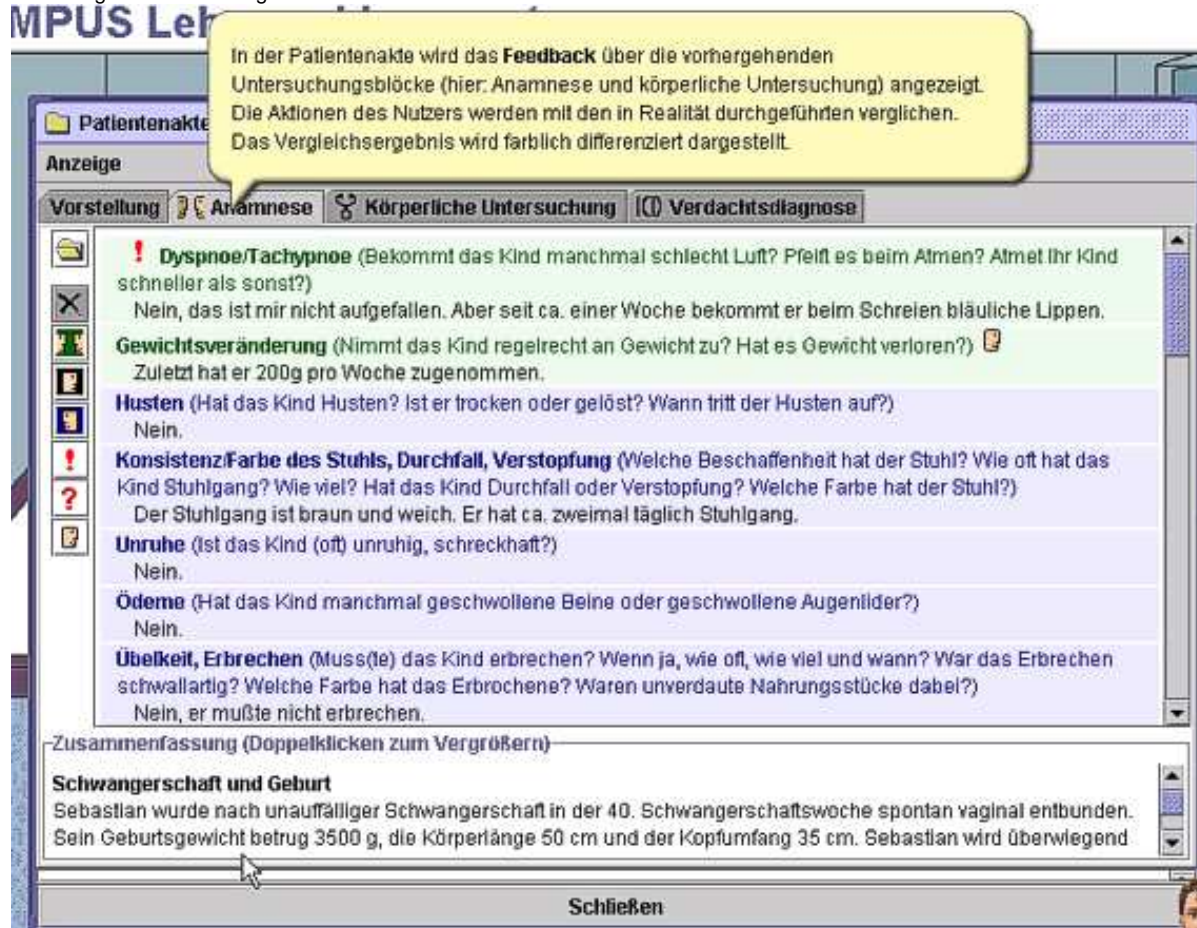 MPUS Leh
In der Patientenakte wird das Feedback über die vorhergehenden
Untersuchungsblöcke (hier: Anamnese und körperliche Untersuchung) angezeigt.
Die Aktionen des Nutzers werden mit den in Realität durchgeführten verglichen.
Das Vergleichsergebnis wird farblich differenziert dargestellt.
Patientenakte
Anzeige
Vorstellung Anamnese Körperliche Untersuchung Verdachtsdiagnose
! Dyspnoe/Tachypnoe (Bekommt das Kind manchmal schlecht Luft? Pfeift es beim Atmen? Atmet Ihr Kind
schneller als sonst?)
Nein, das ist mir nicht aufgefallen. Aber seit ca. einer Woche bekommt er beim Schreien bläuliche Lippen.
Gewichtsveränderung (Nimmt das Kind regelrecht an Gewicht zu? Hat es Gewicht verloren?)
Zuletzt hat er 200g pro Woche zugenommen.
Husten (Hat das Kind Husten? Ist er trocken oder gelöst? Wann tritt der Husten auf?)
Nein.
Konsistenz/Farbe des Stuhls, Durchfall, Verstopfung (Welche Beschaffenheit hat der Stuhl? Wie oft hat das
Kind Stuhlgang? Wie viel? Hat das Kind Durchfall oder Verstopfung? Welche Farbe hat der Stuhl?)
Der Stuhlgang ist braun und weich. Er hat ca. zweimal täglich Stuhlgang.
Unruhe (Ist das Kind (oft) unruhig, schreckhaft?)
Nein.
Ödeme (Hat das Kind manchmal geschwollene Beine oder geschwollene Augenlider?)
Nein.
Übelkeit, Erbrechen (Muss(te) das Kind erbrechen? Wenn ja, wie oft, wie viel und wann? War das Erbrechen
schwallartig? Welche Farbe hat das Erbrochene? Waren unverdaute Nahrungsstücke dabei?)
Nein, er mußte nicht erbrechen.
Zusammenfassung (Doppelklicken zum Vergrößern)
Schwangerschaft und Geburt
Sebastian wurde nach unauffälliger Schwangerschaft in der 40. Schwangerschaftswoche spontan vaginal entbunden.
Sein Geburtsgewicht betrug 3500 g, die Körperlänge 50 cm und der Kopfumfang 35 cm. Sebastian wird überwiegend
Schließen